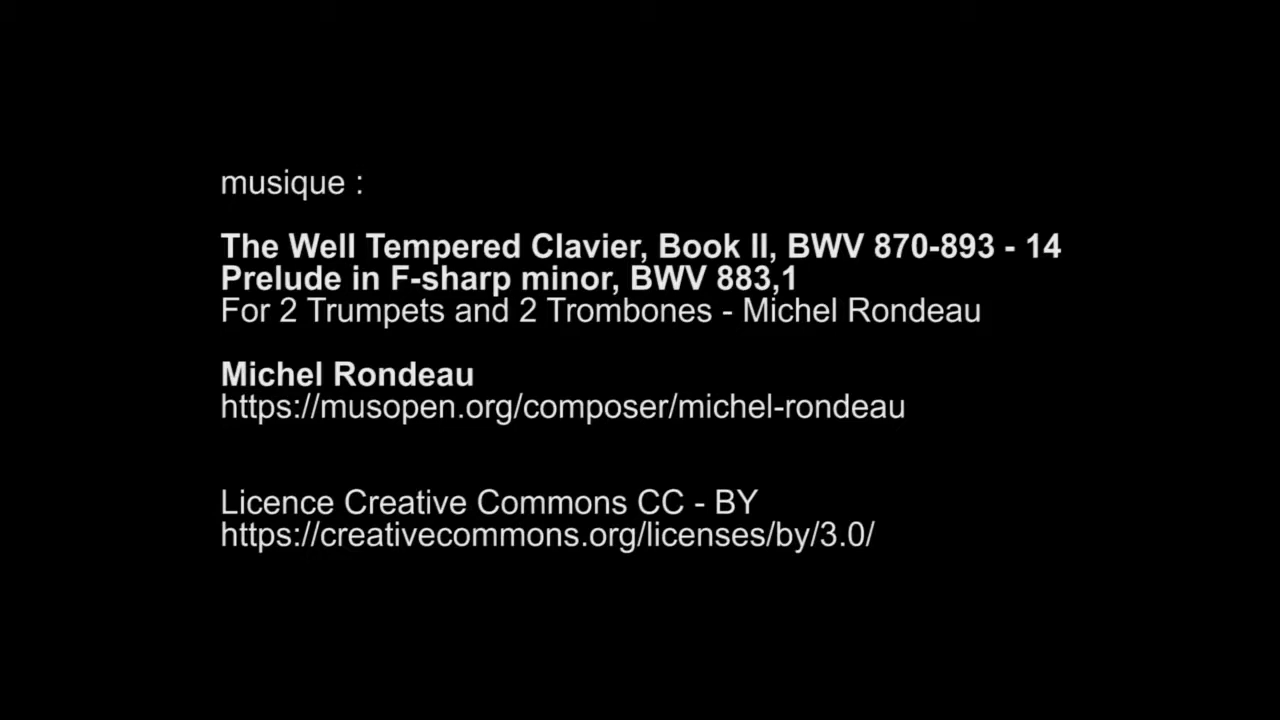 musique :
The Well Tempered Clavier, Book II, BWV 870-893 - 14
Prelude in F-sharp minor, BWV 883,1
For 2 Trumpets and 2 Trombones - Michel Rondeau
Michel Rondeau
https://musopen.org/composer/michel-rondeau
Licence Creative Commons CC - BY
https://creativecommons.org/licenses/by/3.0/